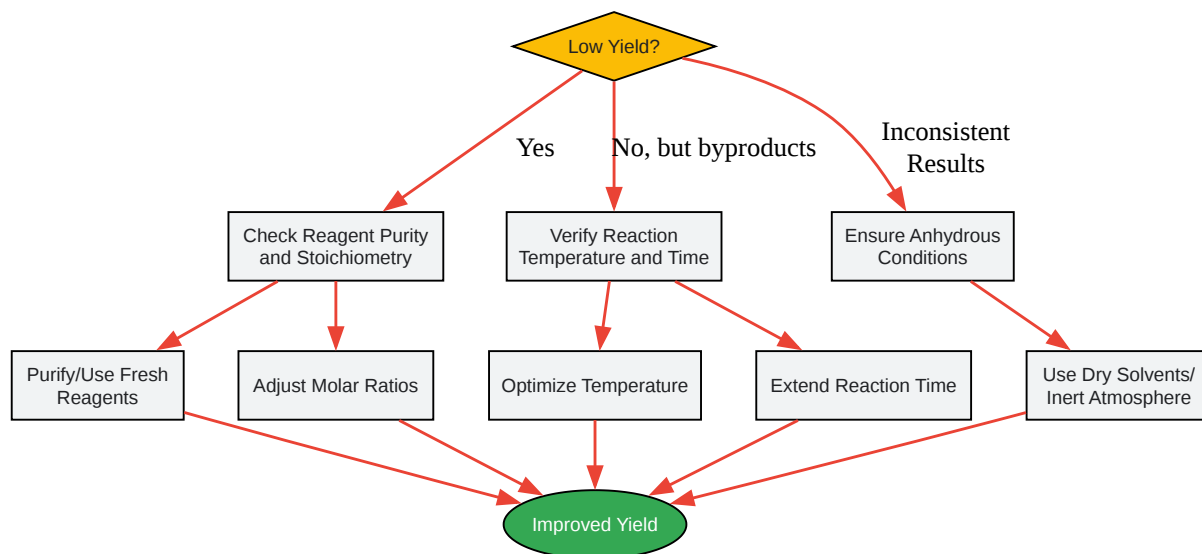 Low Yield?
Yes
No, but byproducts
Inconsistent
Results
Check Reagent Purity
and Stoichiometry
Verify Reaction
Temperature and Time
Ensure Anhydrous
Conditions
Purify/Use Fresh
Reagents
Adjust Molar Ratios
Optimize Temperature
Extend Reaction Time
Use Dry Solvents/
Inert Atmosphere
Improved Yield